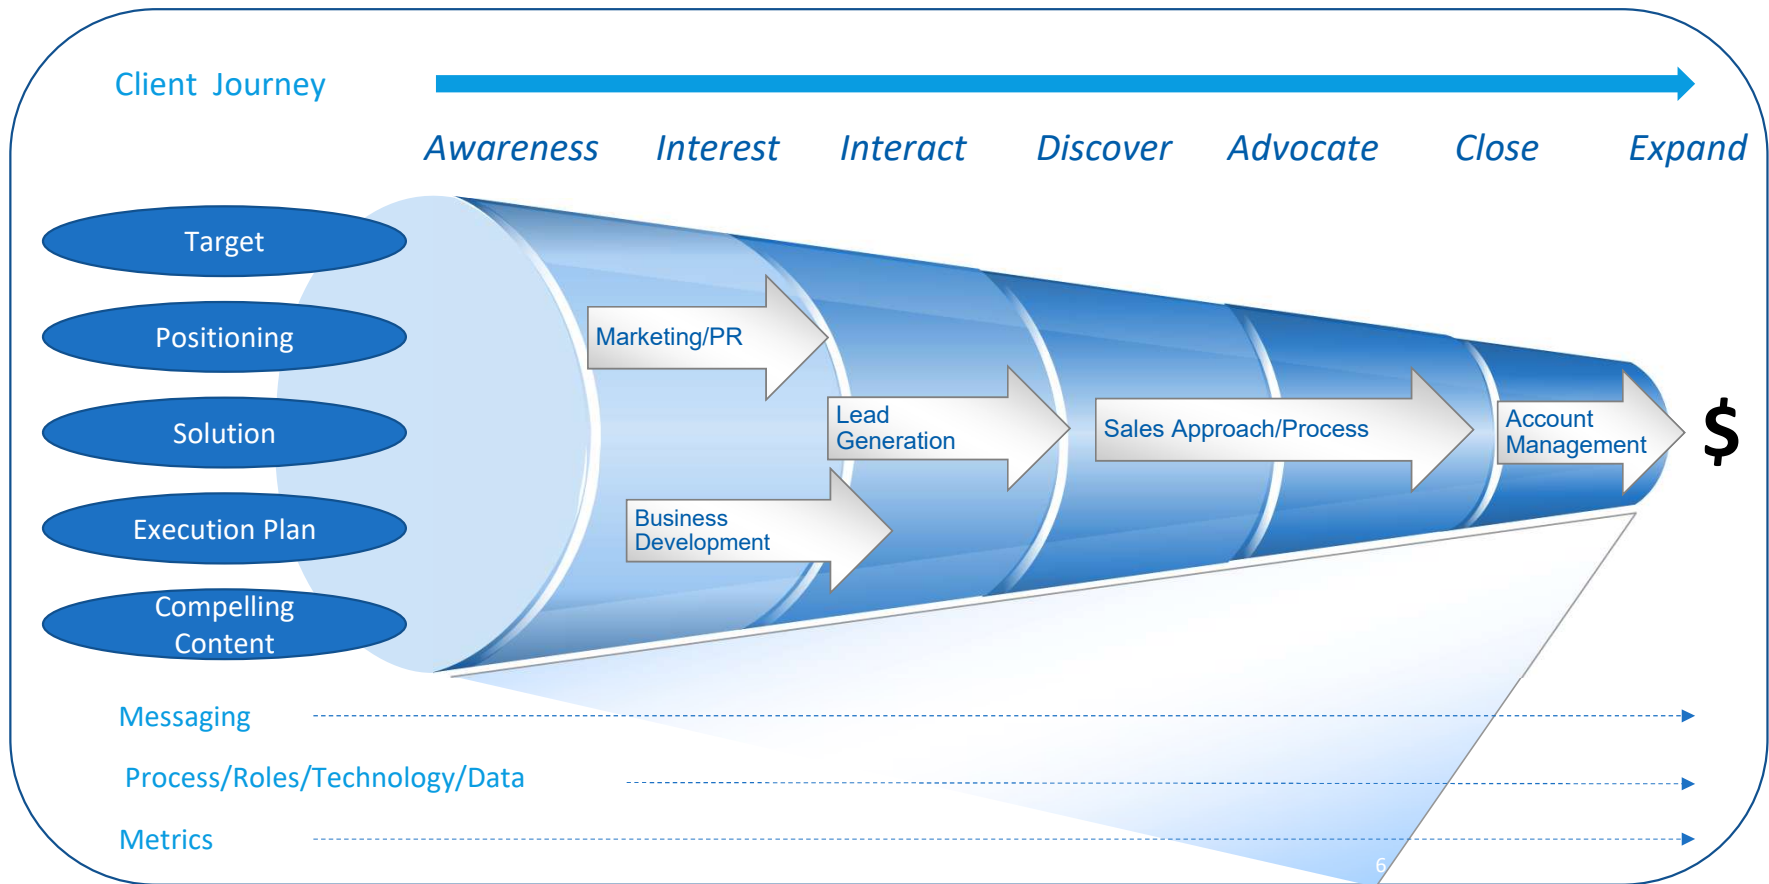 Client Journey
Awareness Interest Interact Discover Advocate Close Expand
Target
Positioning
Solution
Execution Plan
Compelling
Content
Marketing/PR
Lead
Generation
Business
Development
Sales Approach/Process
Account
Management
$
Messaging
Process/Roles/Technology/Data
Metrics
6